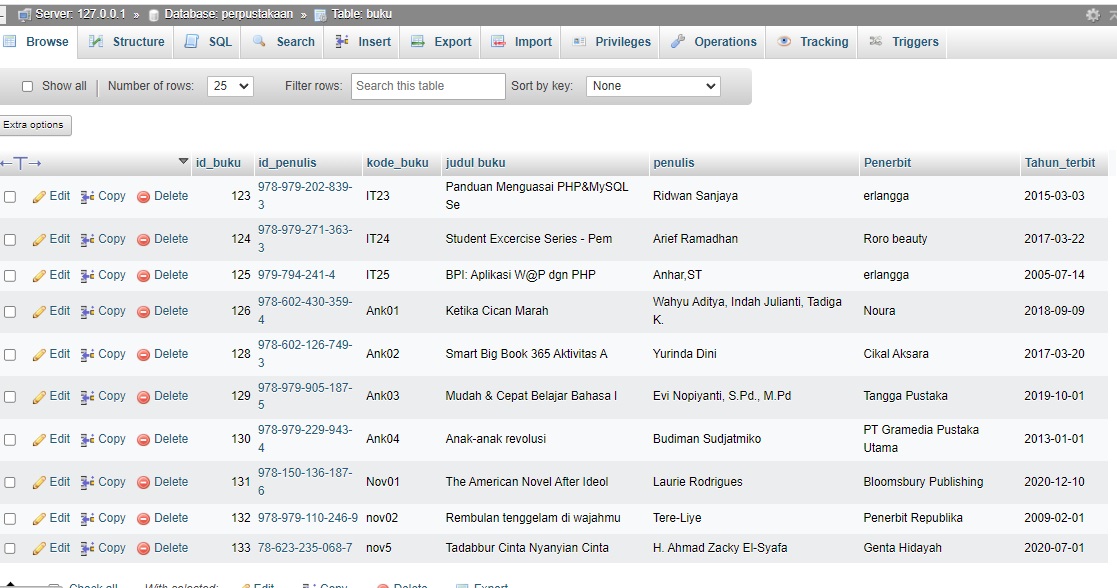 Server: 127.0.0.1 » Database: perpustakaan » Table: buku
Browse Structure SQL Search Insert Export Import Privileges Operations Tracking Triggers
Show all | Number of rows: 25 Filter rows: Search this table Sort by key: None
Extra options
←T→ id_buku id_penulis kode_buku judul buku penulis Penerbit Tahun_terbit
Edit Copy Delete 123 978-979-202-839-3 IT23 Panduan Menguasai PHP&MySQL Se Ridwan Sanjaya erlangga 2015-03-03
Edit Copy Delete 124 978-979-271-363-3 IT24 Student Excercise Series - Pem Arief Ramadhan Roro beauty 2017-03-22
Edit Copy Delete 125 979-794-241-4 IT25 BPI: Aplikasi W@P dgn PHP Anhar,ST erlangga 2005-07-14
Edit Copy Delete 126 978-602-430-359-4 Ank01 Ketika Cican Marah Wahyu Aditya, Indah Julianti, Tadiga K. Noura 2018-09-09
Edit Copy Delete 128 978-602-126-749-3 Ank02 Smart Big Book 365 Aktivitas A Yurinda Dini Cikal Aksara 2017-03-20
Edit Copy Delete 129 978-979-905-187-5 Ank03 Mudah & Cepat Belajar Bahasa I Evi Nopiyanti, S.Pd., M.Pd Tangga Pustaka 2019-10-01
Edit Copy Delete 130 978-979-229-943-4 Ank04 Anak-anak revolusi Budiman Sudjatmiko PT Gramedia Pustaka Utama 2013-01-01
Edit Copy Delete 131 978-150-136-187-6 Nov01 The American Novel After Ideol Laurie Rodrigues Bloomsbury Publishing 2020-12-10
Edit Copy Delete 132 978-979-110-246-9 nov02 Rembulan tenggelam di wajahmu Tere-Liye Penerbit Republika 2009-02-01
Edit Copy Delete 133 78-623-235-068-7 nov5 Tadabbur Cinta Nyanyian Cinta H. Ahmad Zacky El-Syafa Genta Hidayah 2020-07-01
Check all With selected: Edit Copy Delete Export